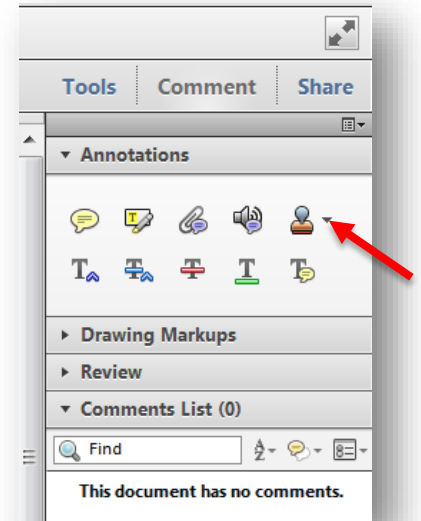 Tools Comment Share
Annotations
T
T T T T T
Drawing Markups
Review
Comments List (0)
Find A Z
This document has no comments.